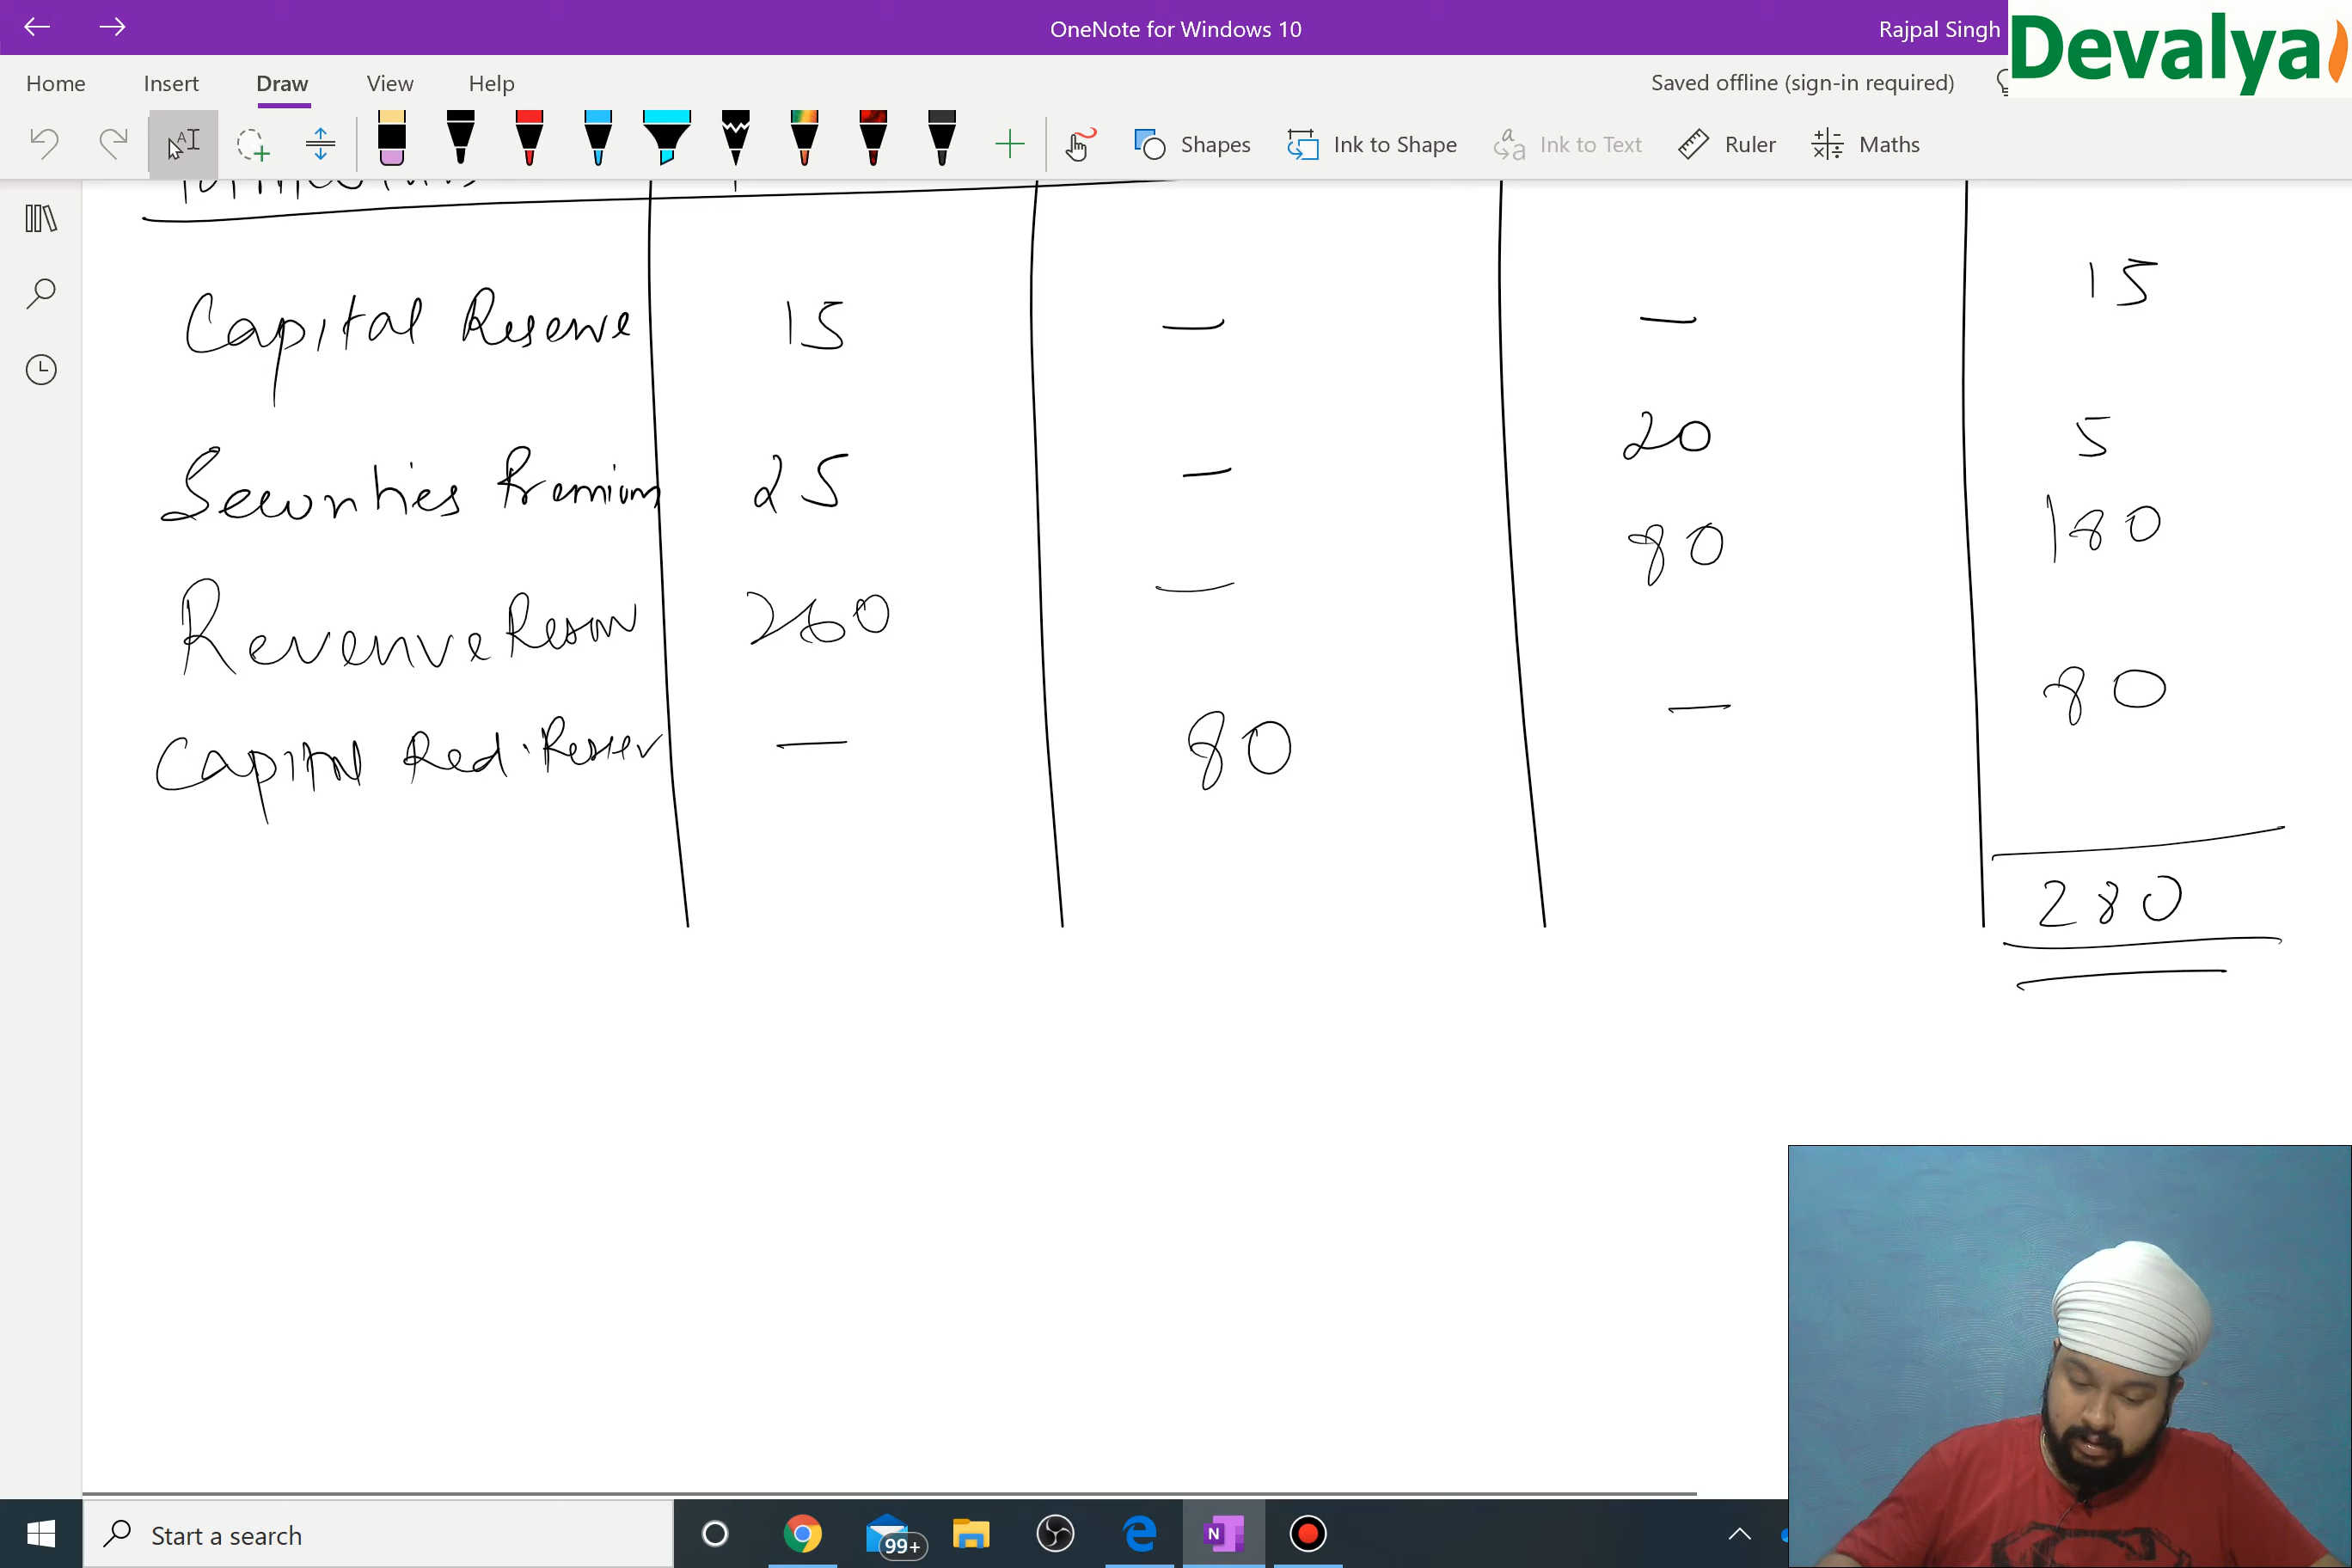 OneNote for Windows 10
Rajpal Singh
Devalya
Home Insert Draw View Help
Saved offline (sign-in required)
Shapes Ink to Shape Ink to Text Ruler Maths
Capital Reserve 15 — — 15
Securities Premium 25 — 20 5
Revenue 260 — 80 180
Capital Red. — 80 — 80
280
Start a search
99+